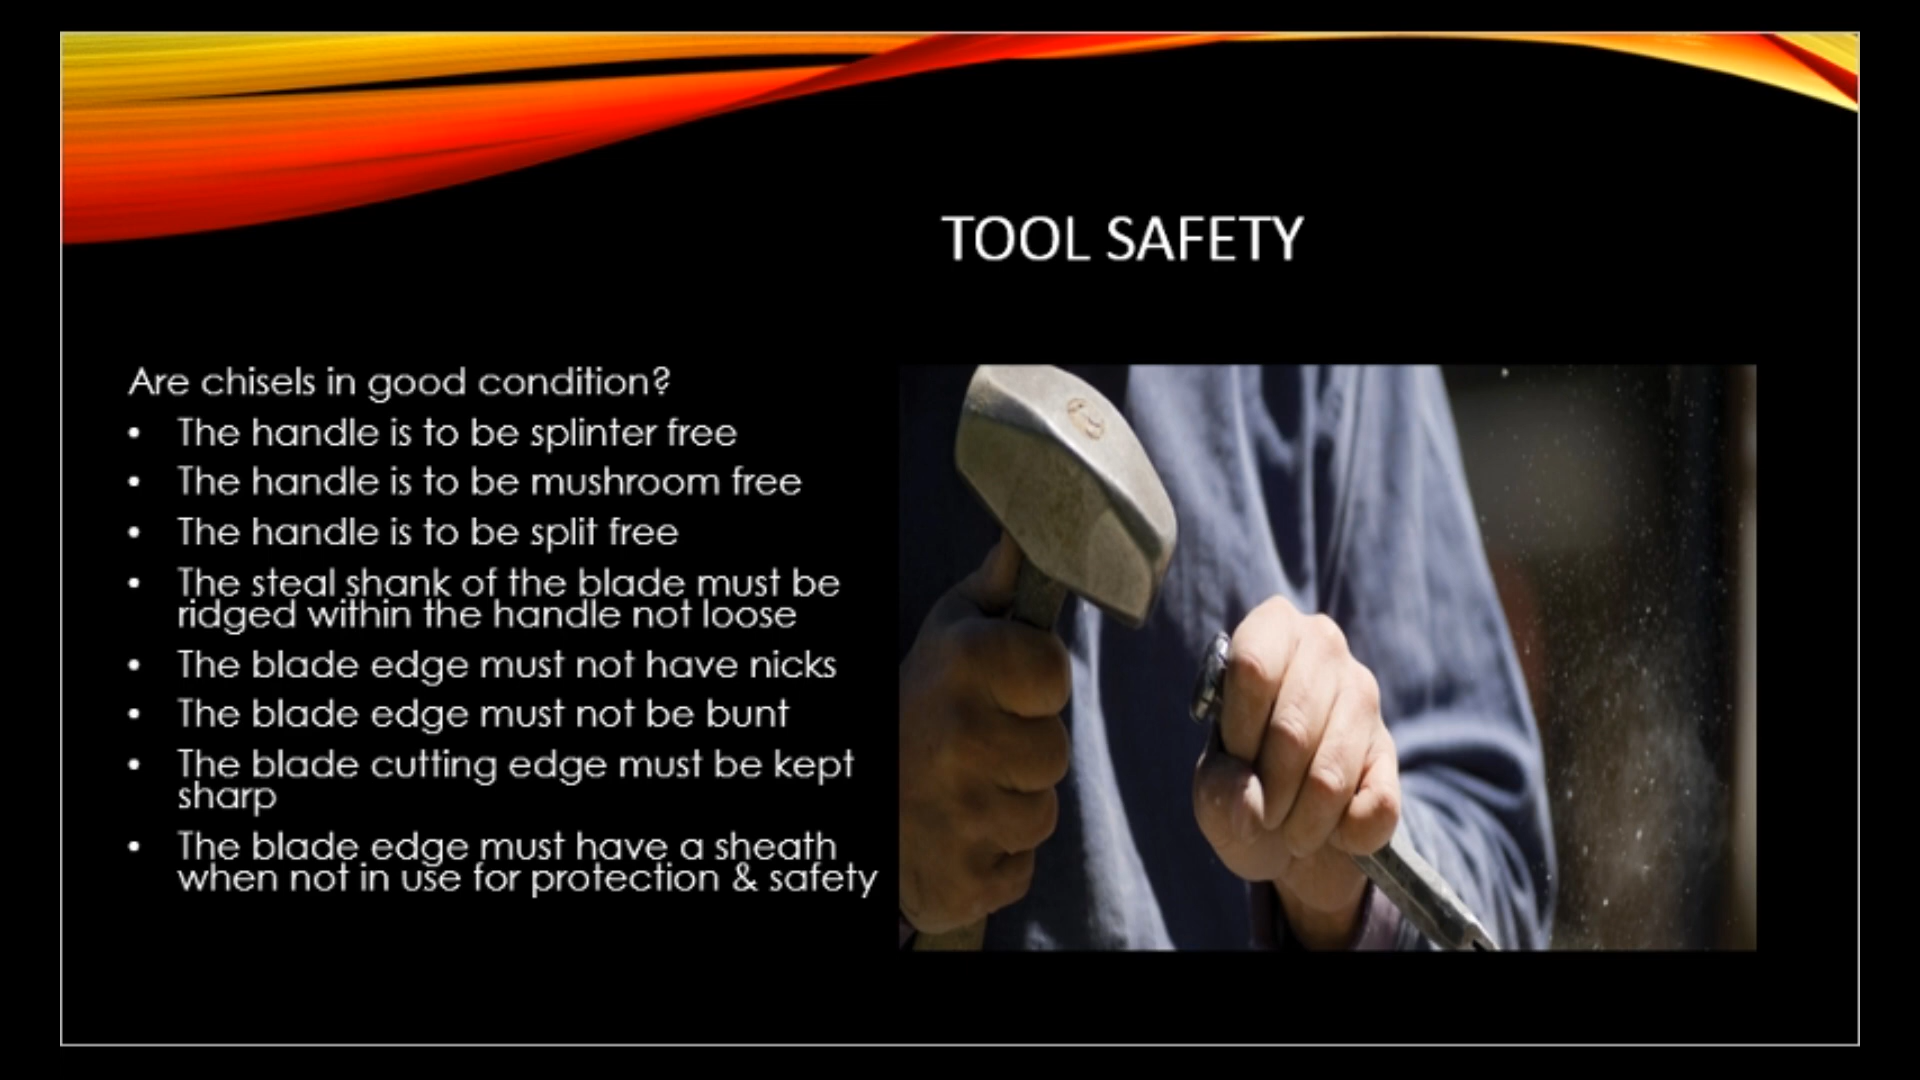 TOOL SAFETY
Are chisels in good condition?
• The handle is to be splinter free
• The handle is to be mushroom free
• The handle is to be split free
• The steal shank of the blade must be
ridged within the handle not loose
• The blade edge must not have nicks
• The blade edge must not be bunt
• The blade cutting edge must be kept
sharp
• The blade edge must have a sheath
when not in use for protection & safety